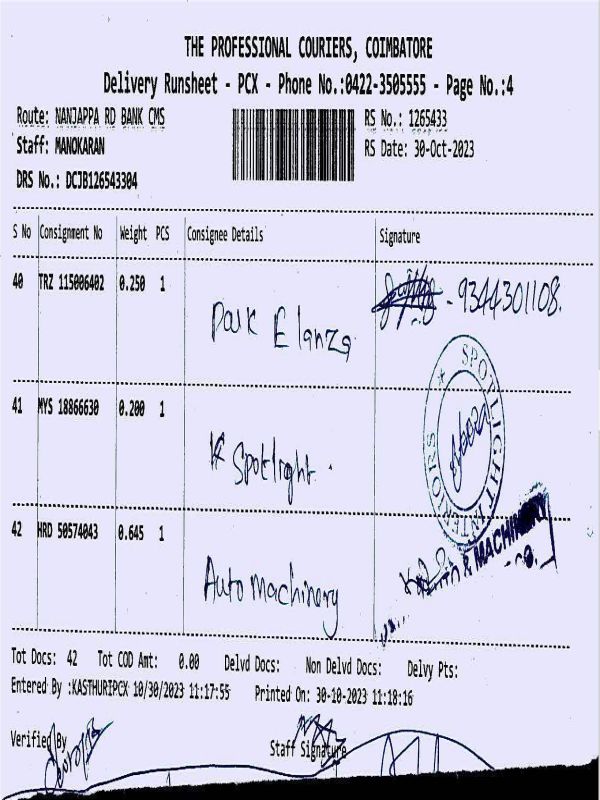 THE PROFESSIONAL COURIERS, COIMBATORE
Delivery Runsheet - PCX - Phone No.:0422-3505555 - Page No.:4
Route: NANJAPPA RD BANK CMS RS No.: 1265433
Staff: MANOKARAN RS Date: 30-Oct-2023
DRS No.: DCJB126543304
S No Consignment No Weight PCS Consignee Details Signature
40 TRZ 115006402 0.250 1 - 9344301108.
Park Elanza
41 MYS 18866630 0.200 1
Spotlight.
SPOTLIGHT INTERIORS
42 HRD 50574043 0.645 1
Auto Machinery
& MACHINERY
CO.
Tot Docs: 42 Tot COD Amt: 0.00 Delvd Docs: Non Delvd Docs: Delvy Pts:
Entered By :KASTHURIPCX 10/30/2023 11:17:55 Printed On: 30-10-2023 11:18:16
Verified By Staff Signature